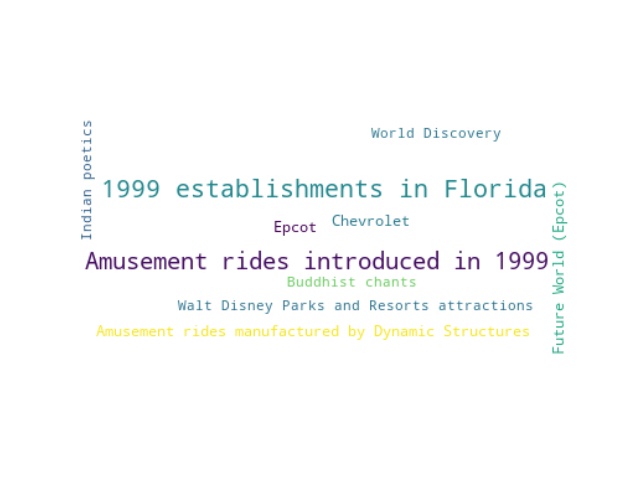 World Discovery
Indian poetics
1999 establishments in Florida
Epcot
Chevrolet
Amusement rides introduced in 1999
Buddhist chants
Walt Disney Parks and Resorts attractions
Amusement rides manufactured by Dynamic Structures
Future World (Epcot)